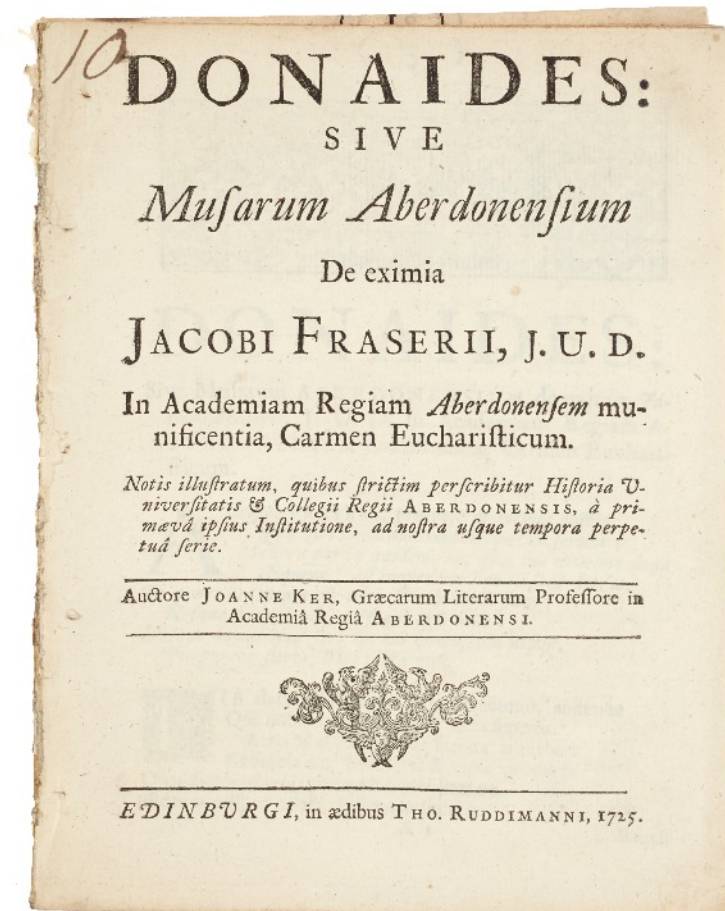 10
DONAIDES:
SIVE
Muſarum Aberdonenſium
De eximia
JACOBI FRASERII, J. U. D.
In Academiam Regiam Aberdonenſem mu-
nificentia, Carmen Euchariſticum.
Notis illuſtratum, quibus ſtrictim perſcribitur Hiſtoria U-
niverſitatis & Collegii Regii ABERDONENSIS, à pri-
mævâ ipſius Inſtitutione, ad noſtra uſque tempora perpe-
tuâ ſerie.
Auctore JOANNE KER, Græcarum Literarum Profeſſore in
Academiâ Regiâ ABERDONENSI.
EDINBURGI, in ædibus THO. RUDDIMANNI, 1725.